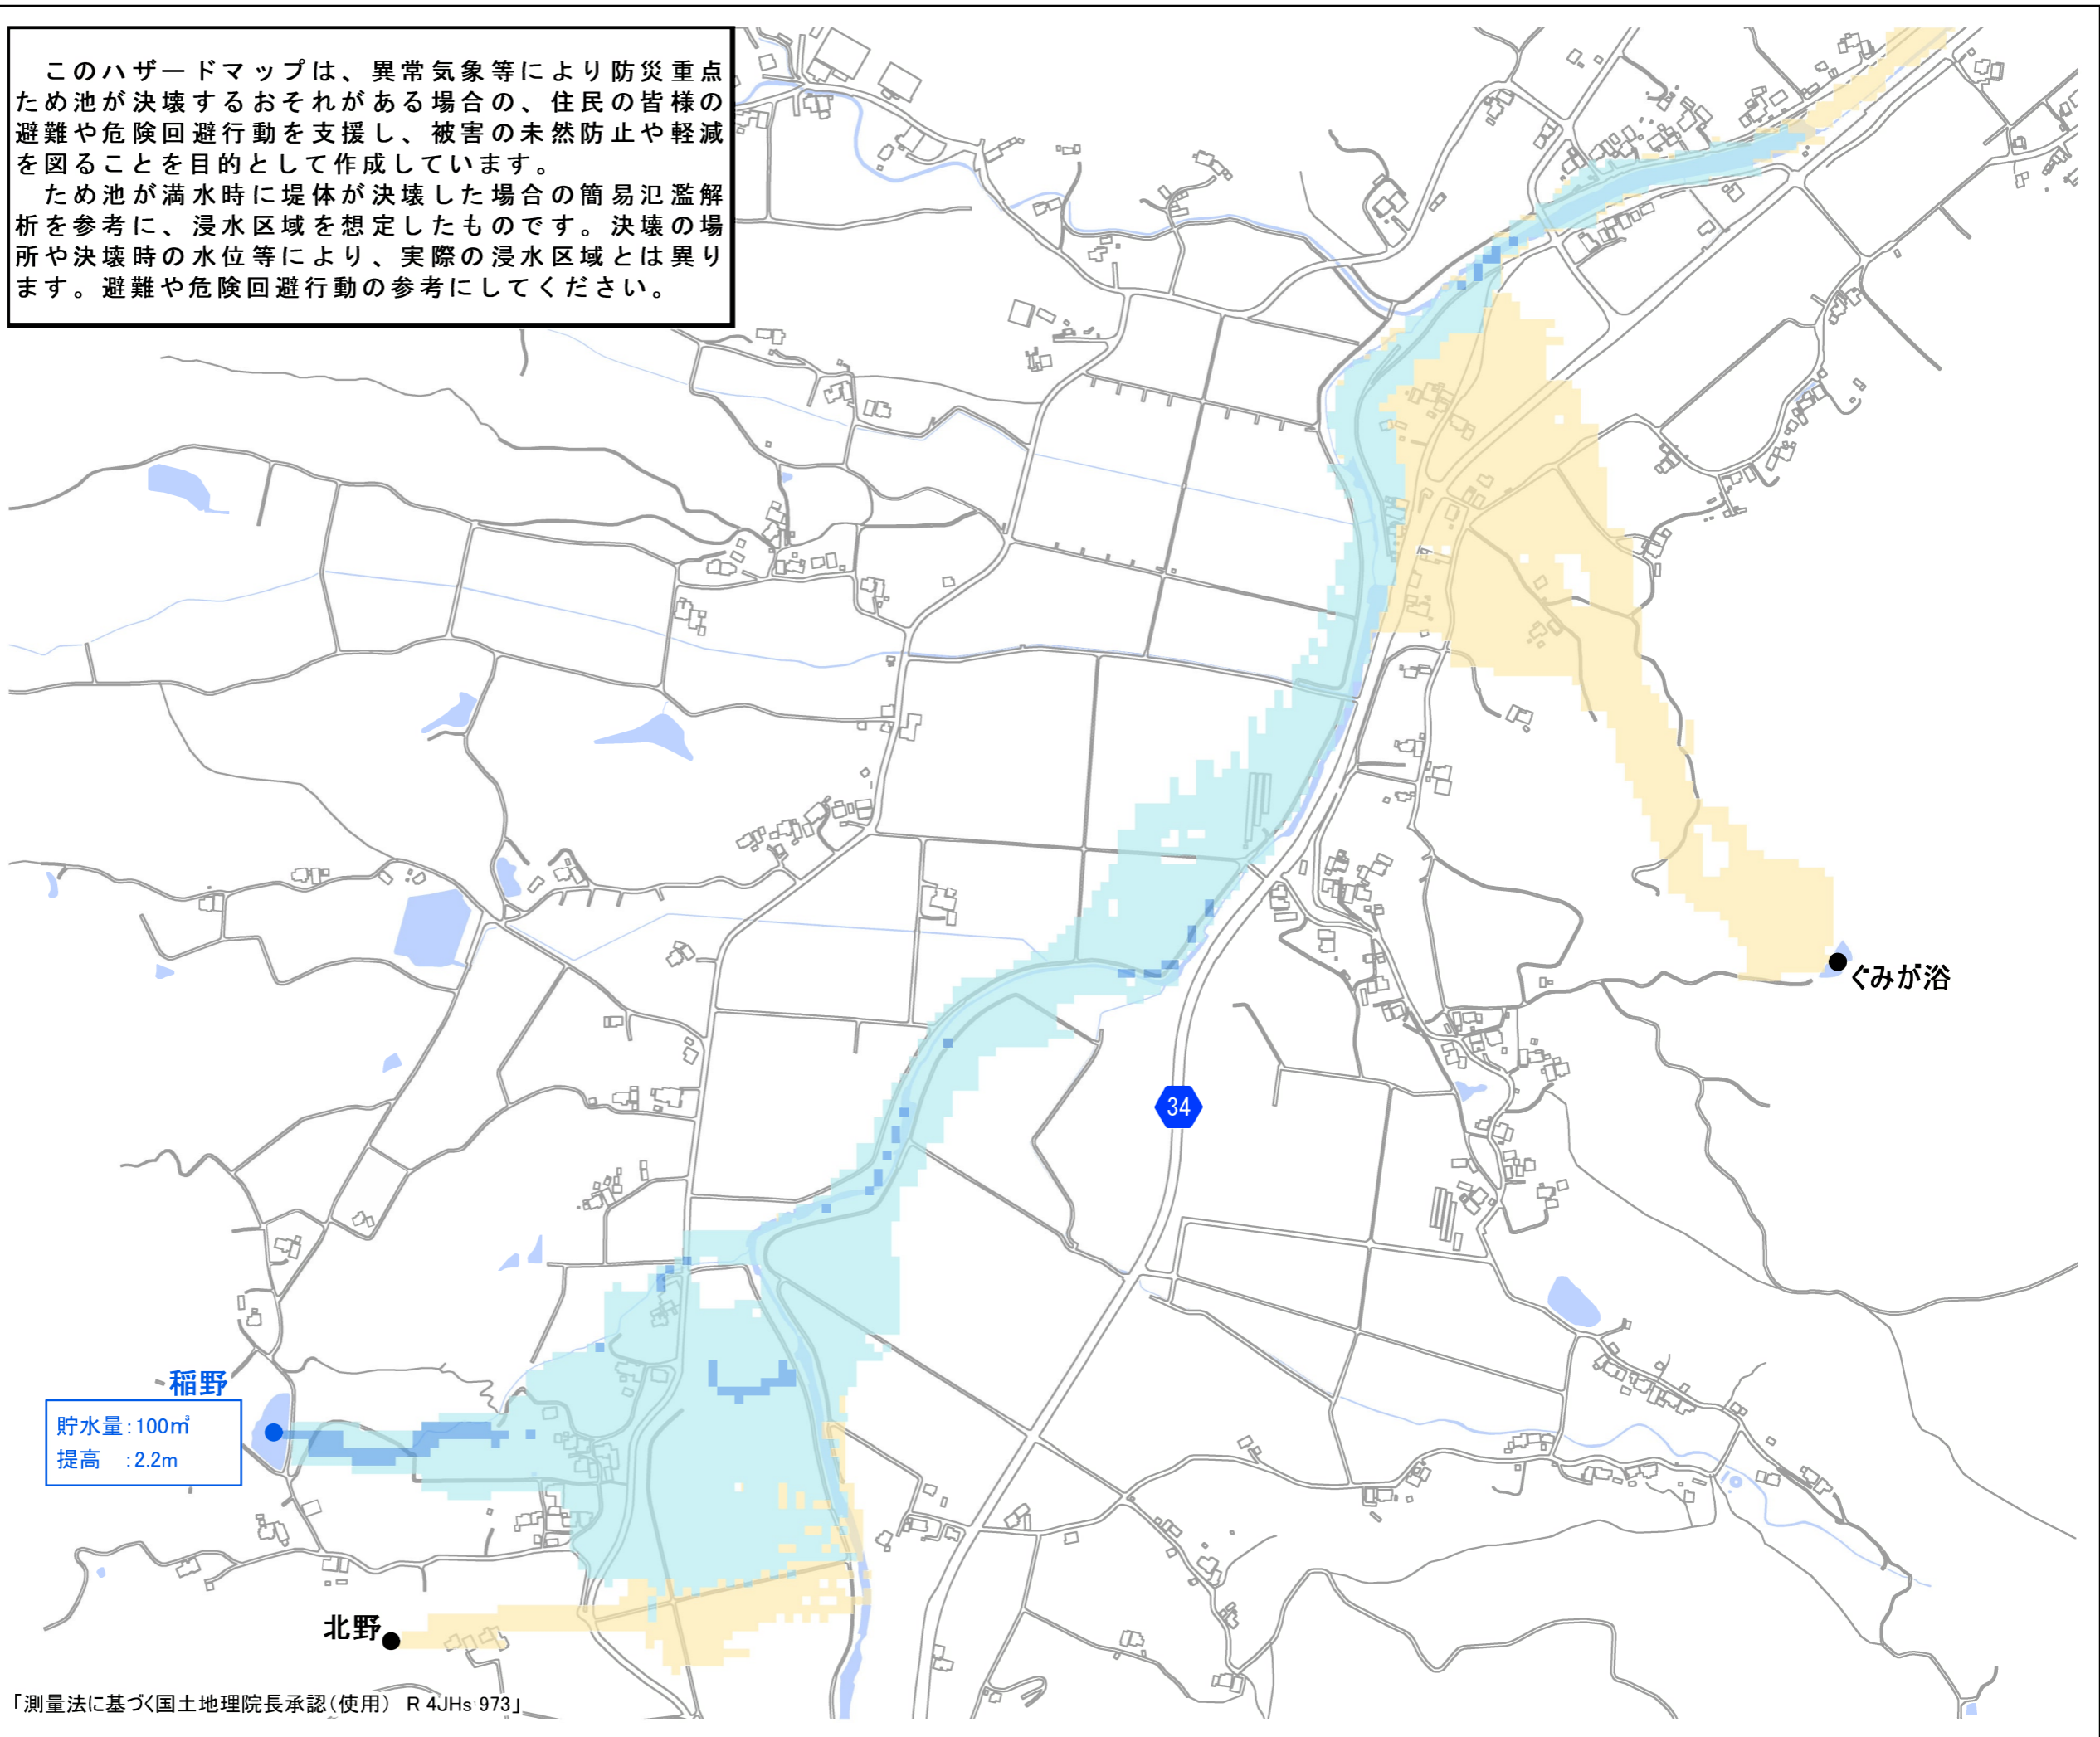 このハザードマップは、異常気象等により防災重点
ため池が決壊するおそれがある場合の、住民の皆様の
避難や危険回避行動を支援し、被害の未然防止や軽減
を図ることを目的として作成しています。
ため池が満水時に堤体が決壊した場合の簡易氾濫解
析を参考に、浸水区域を想定したものです。決壊の場
所や決壊時の水位等により、実際の浸水区域とは異り
ます。避難や危険回避行動の参考にしてください。
ぐみが浴
34
稲野
貯水量:100㎥
提高 :2.2m
北野
「測量法に基づく国土地理院長承認(使用) R 4JHs 973」